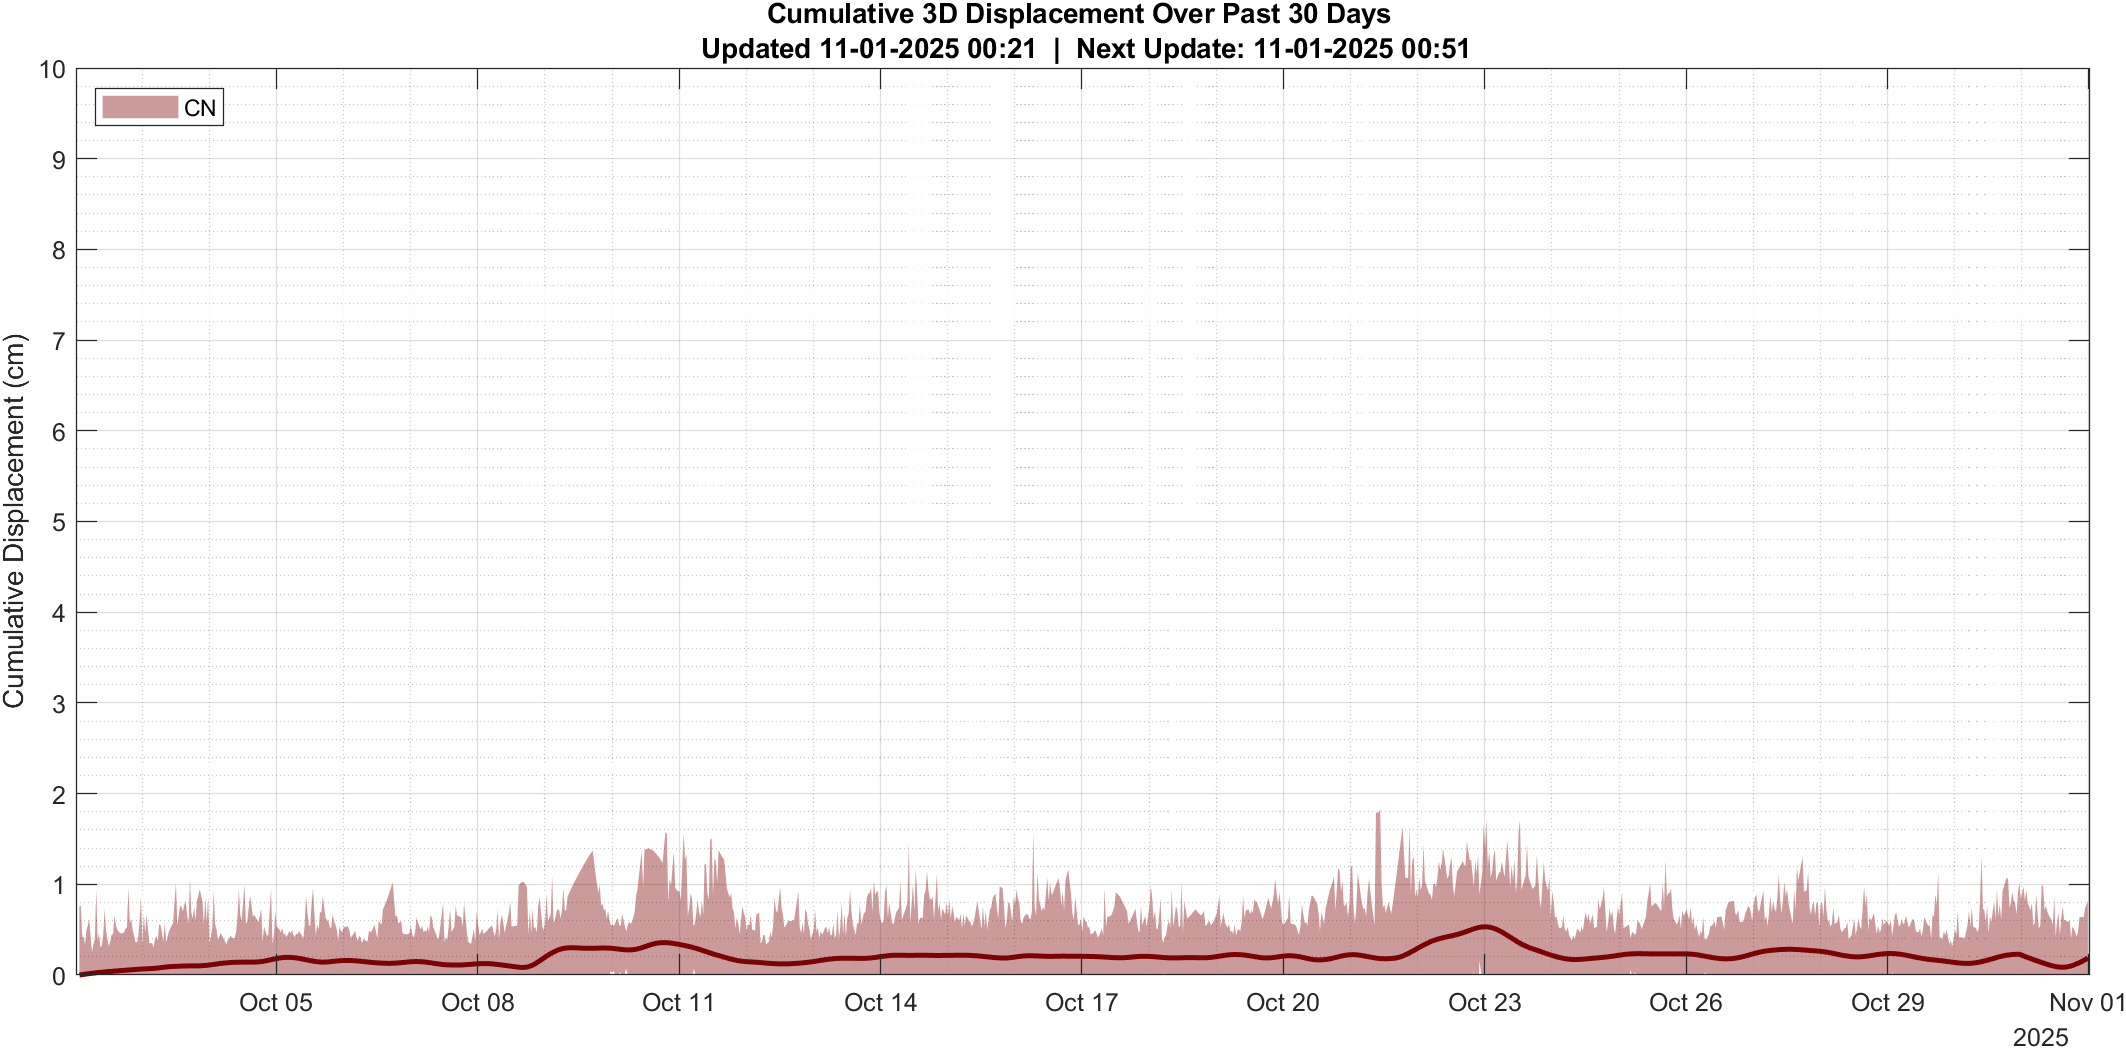 Cumulative 3D Displacement Over Past 30 Days
Updated 11-01-2025 00:21 | Next Update: 11-01-2025 00:51
CN
Cumulative Displacement (cm)
10
9
8
7
6
5
4
3
2
1
0
Oct 05 Oct 08 Oct 11 Oct 14 Oct 17 Oct 20 Oct 23 Oct 26 Oct 29 Nov 01
2025